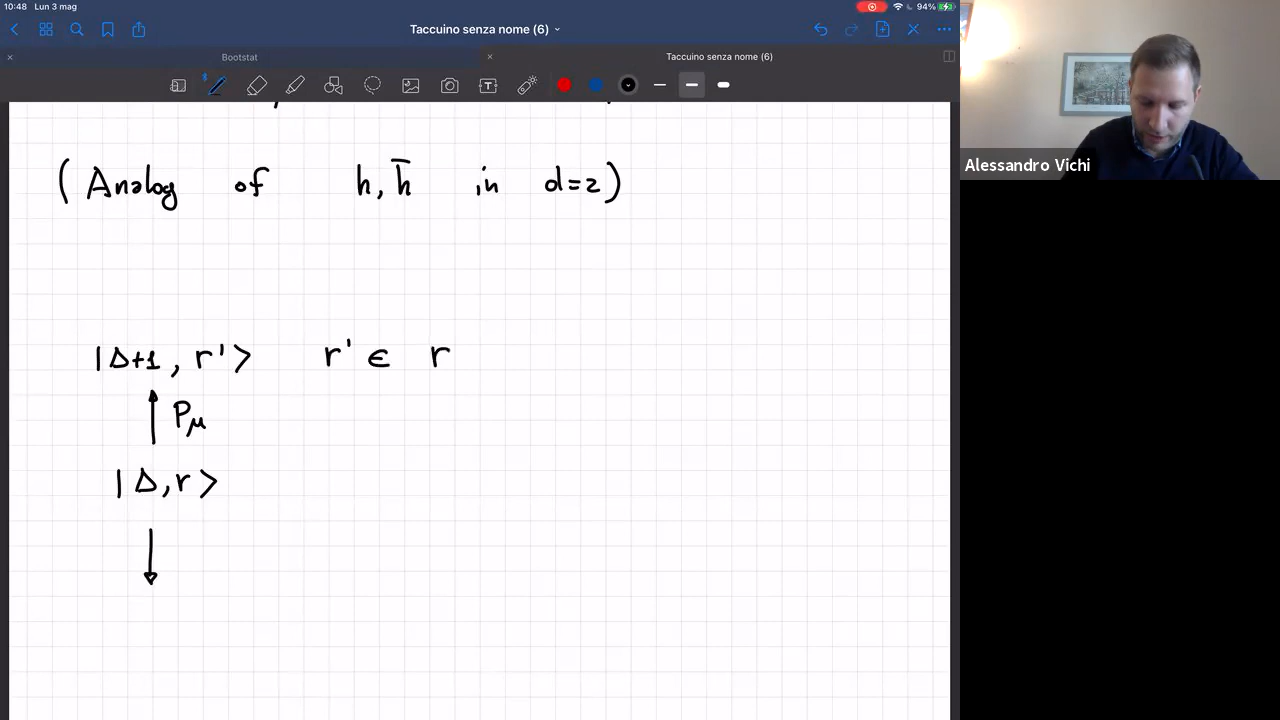 10:48 Lun 3 mag
94%
Taccuino senza nome (6)
Bootstat
Taccuino senza nome (6)
Alessandro Vichi
(Analog of h, h̄ in d=2)
|Δ+1, r'> r' ∈ r
↑ Pμ
|Δ, r>
↓